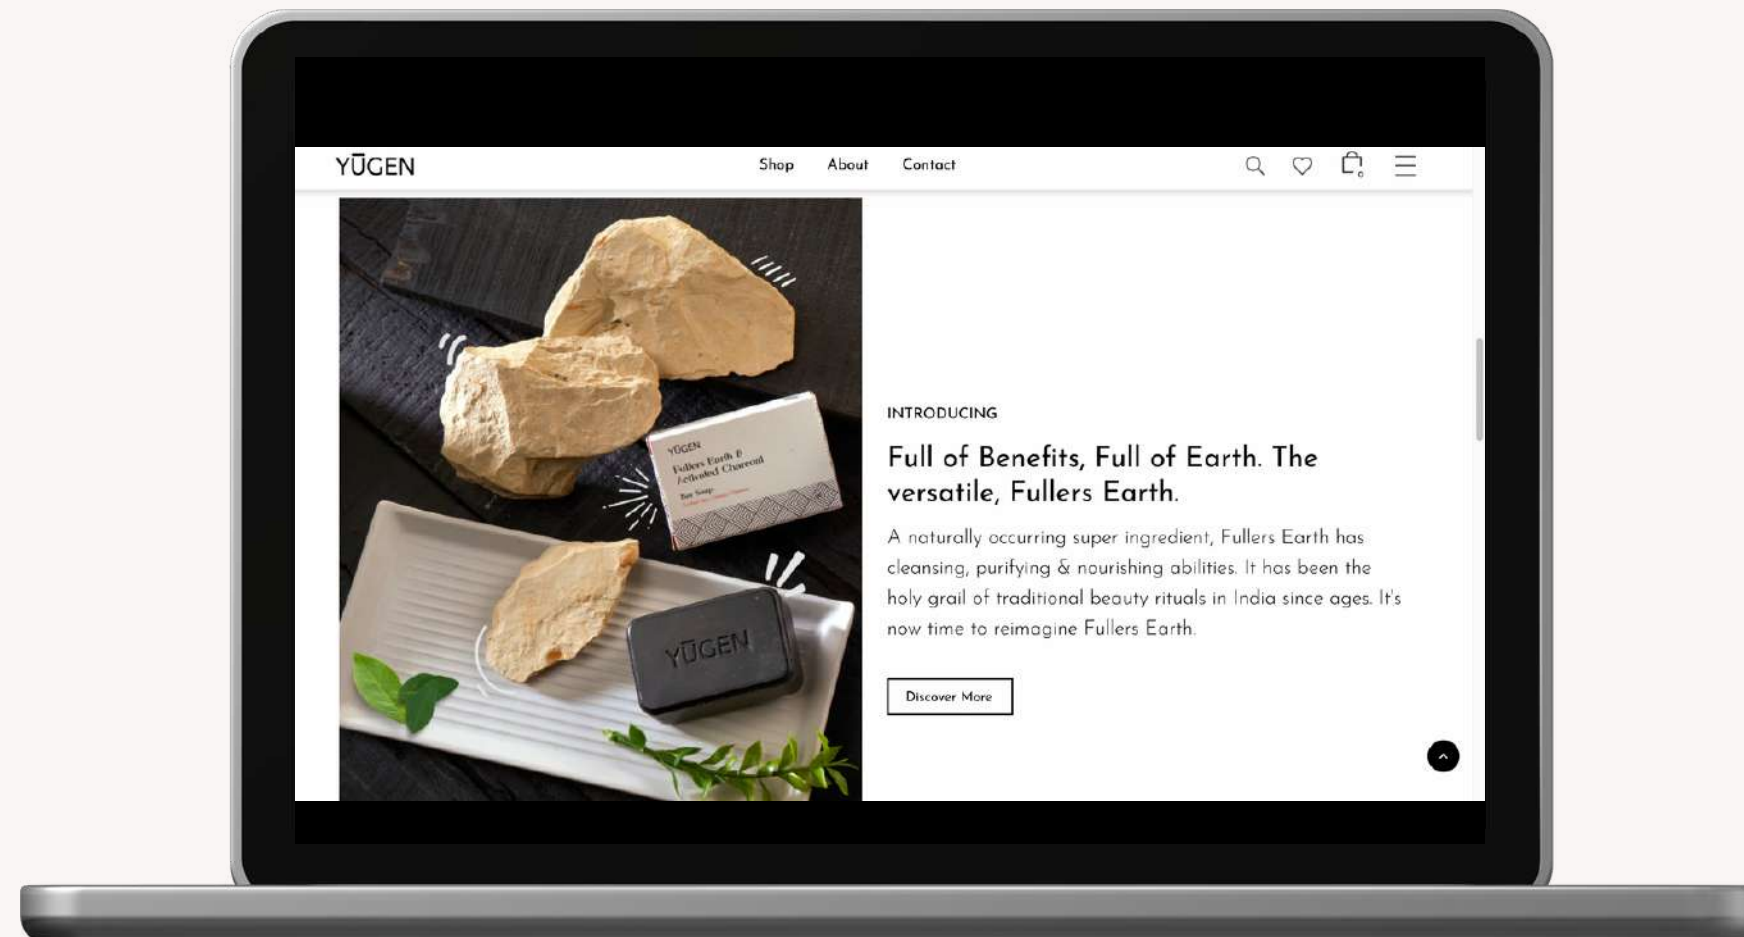 YŪGEN
Shop About Contact
0
YŪGEN
Fullers Earth &
Activated Charcoal
Bar Soap
YŪGEN
INTRODUCING
Full of Benefits, Full of Earth. The
versatile, Fullers Earth.
A naturally occurring super ingredient, Fullers Earth has
cleansing, purifying & nourishing abilities. It has been the
holy grail of traditional beauty rituals in India since ages. It's
now time to reimagine Fullers Earth.
Discover More